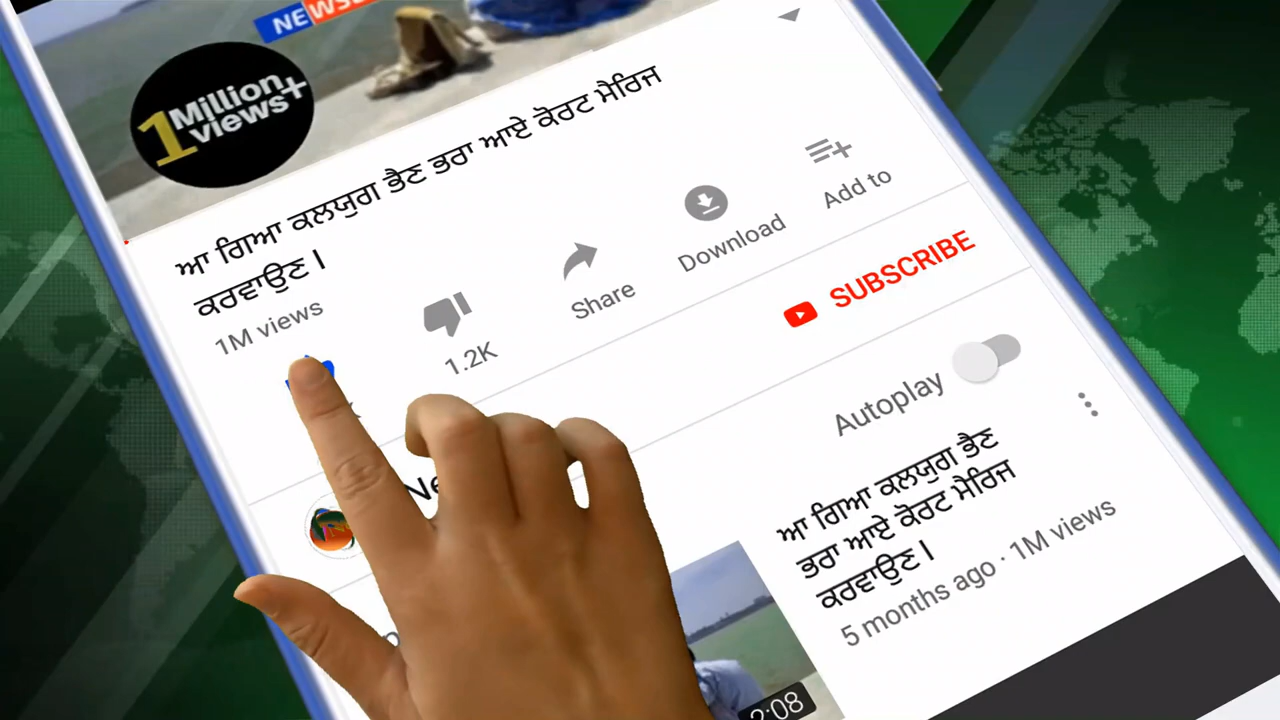 NEWS
1 Million+
views
ਆ ਗਿਆ ਕਲਯੁਗ ਭੈਣ ਭਰਾ ਆਏ ਕੋਰਟ ਮੈਰਿਜ
ਕਰਵਾਉਣ |
1M views
1.2K
Share
Download
Add to
SUBSCRIBE
Autoplay
ਆ ਗਿਆ ਕਲਯੁਗ ਭੈਣ
ਭਰਾ ਆਏ ਕੋਰਟ ਮੈਰਿਜ
ਕਰਵਾਉਣ |
5 months ago · 1M views
2:08